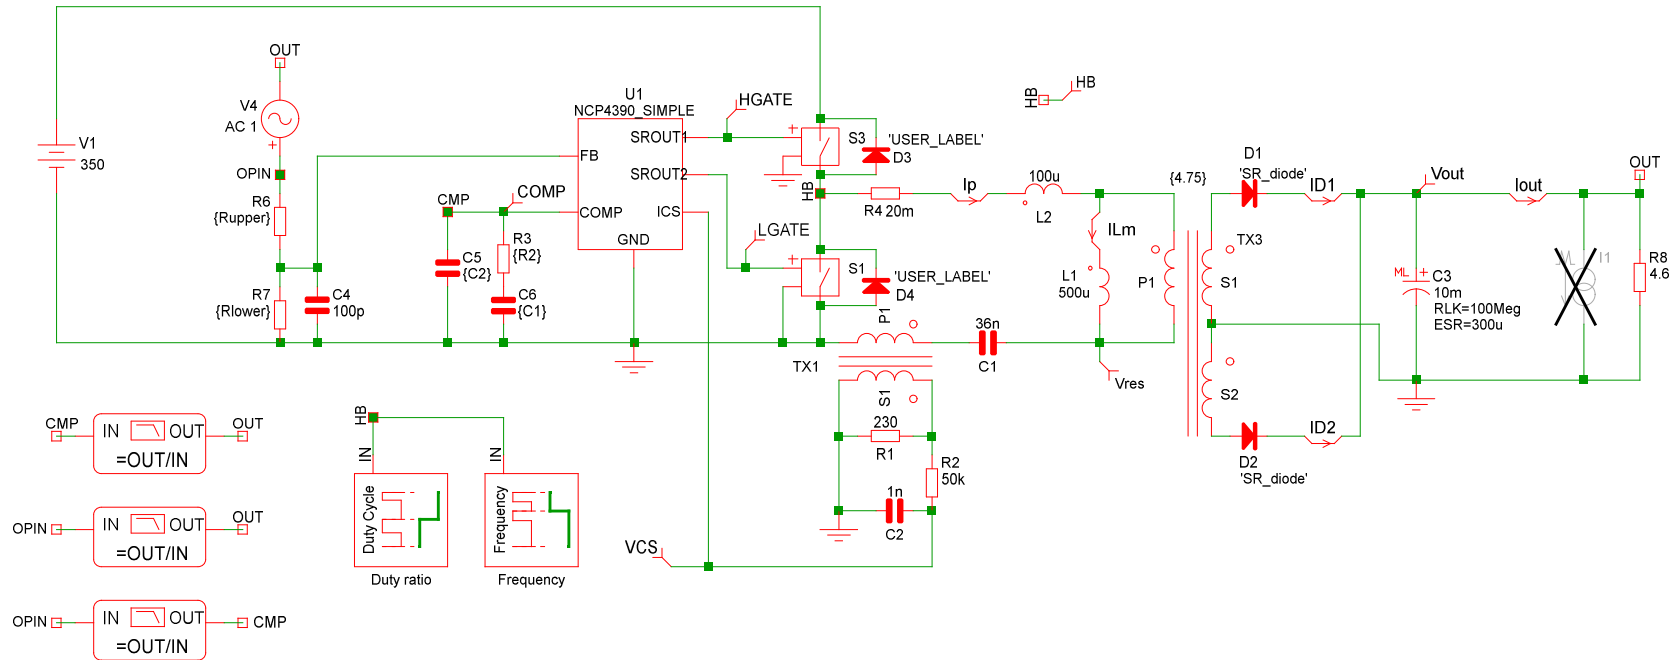 OUT
V4
AC 1
OPIN
R6
{Rupper}
R7
{Rlower}
C4
100p
V1
350
CMP
COMP
C5
{C2}
R3
{R2}
C6
{C1}
U1
NCP4390_SIMPLE
SROUT1
FB
SROUT2
ICS
COMP
GND
HGATE
LGATE
S3
'USER_LABEL'
D3
HB
S1
'USER_LABEL'
D4
HB
HB
R4
20m
Ip
100u
L2
ILm
L1
500u
P1
{4.75}
TX3
S1
S2
D1
'SR_diode'
ID1
D2
'SR_diode'
ID2
Vout
Iout
OUT
ML
C3
10m
RLK=100Meg
ESR=300u
ML
I1
R8
4.6
P1
TX1
S1
36n
C1
Vres
230
R1
R2
50k
1n
C2
VCS
CMP
IN
OUT
OUT
=OUT/IN
OPIN
IN
OUT
OUT
=OUT/IN
OPIN
IN
OUT
CMP
=OUT/IN
HB
IN
IN
Duty Cycle
Frequency
Duty ratio
Frequency